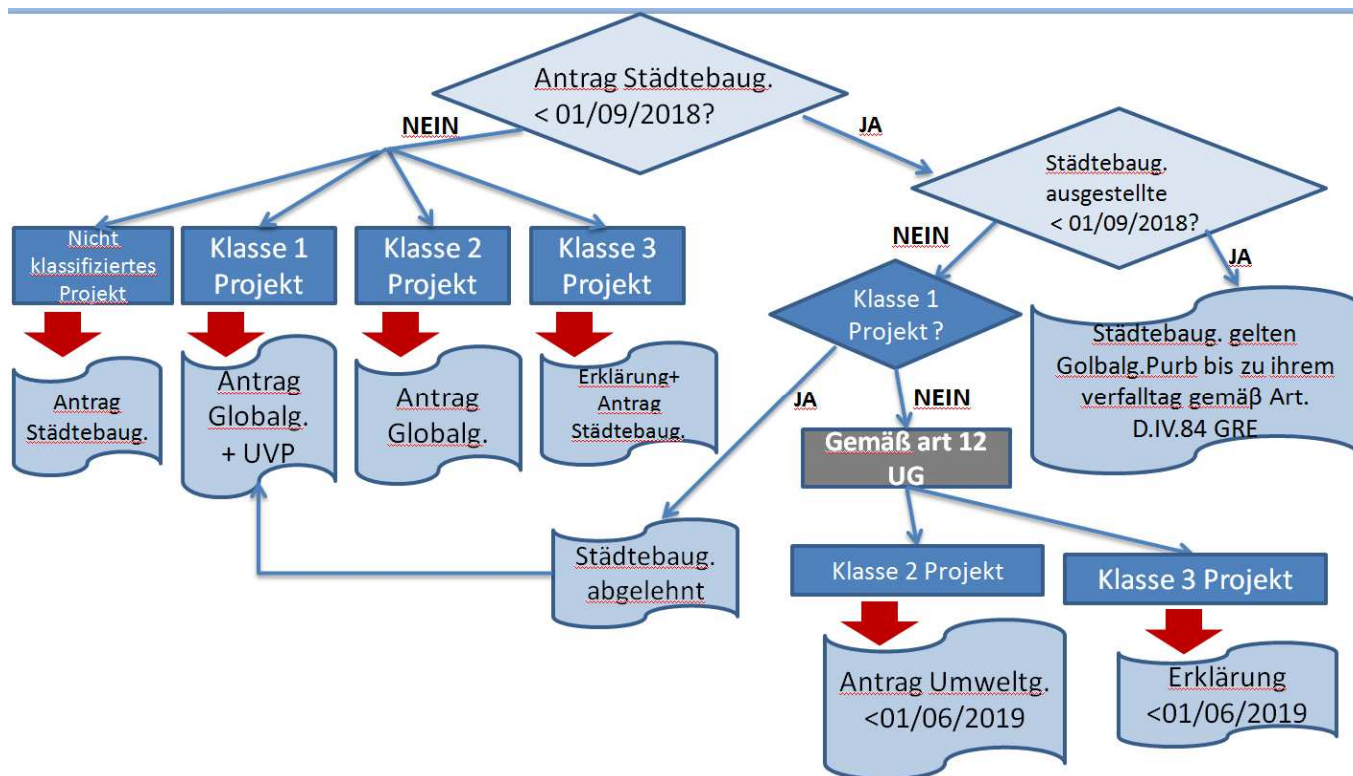 Antrag Städtebaug.
< 01/09/2018?
NEIN
JA
Städtebaug.
ausgestellte
< 01/09/2018?
NEIN
JA
Nicht
klassifiziertes
Projekt
Klasse 1
Projekt
Klasse 2
Projekt
Klasse 3
Projekt
Klasse 1
Projekt ?
Städtebaug. gelten
Golbalg.Purb bis zu ihrem
verfalltag gemäβ Art.
D.IV.84 GRE
Antrag
Städtebaug.
Antrag
Globalg.
+ UVP
Antrag
Globalg.
Erklärung+
Antrag
Städtebaug.
JA
NEIN
Gemäß art 12
UG
Städtebaug.
abgelehnt
Klasse 2 Projekt
Klasse 3 Projekt
Antrag Umweltg.
<01/06/2019
Erklärung
<01/06/2019